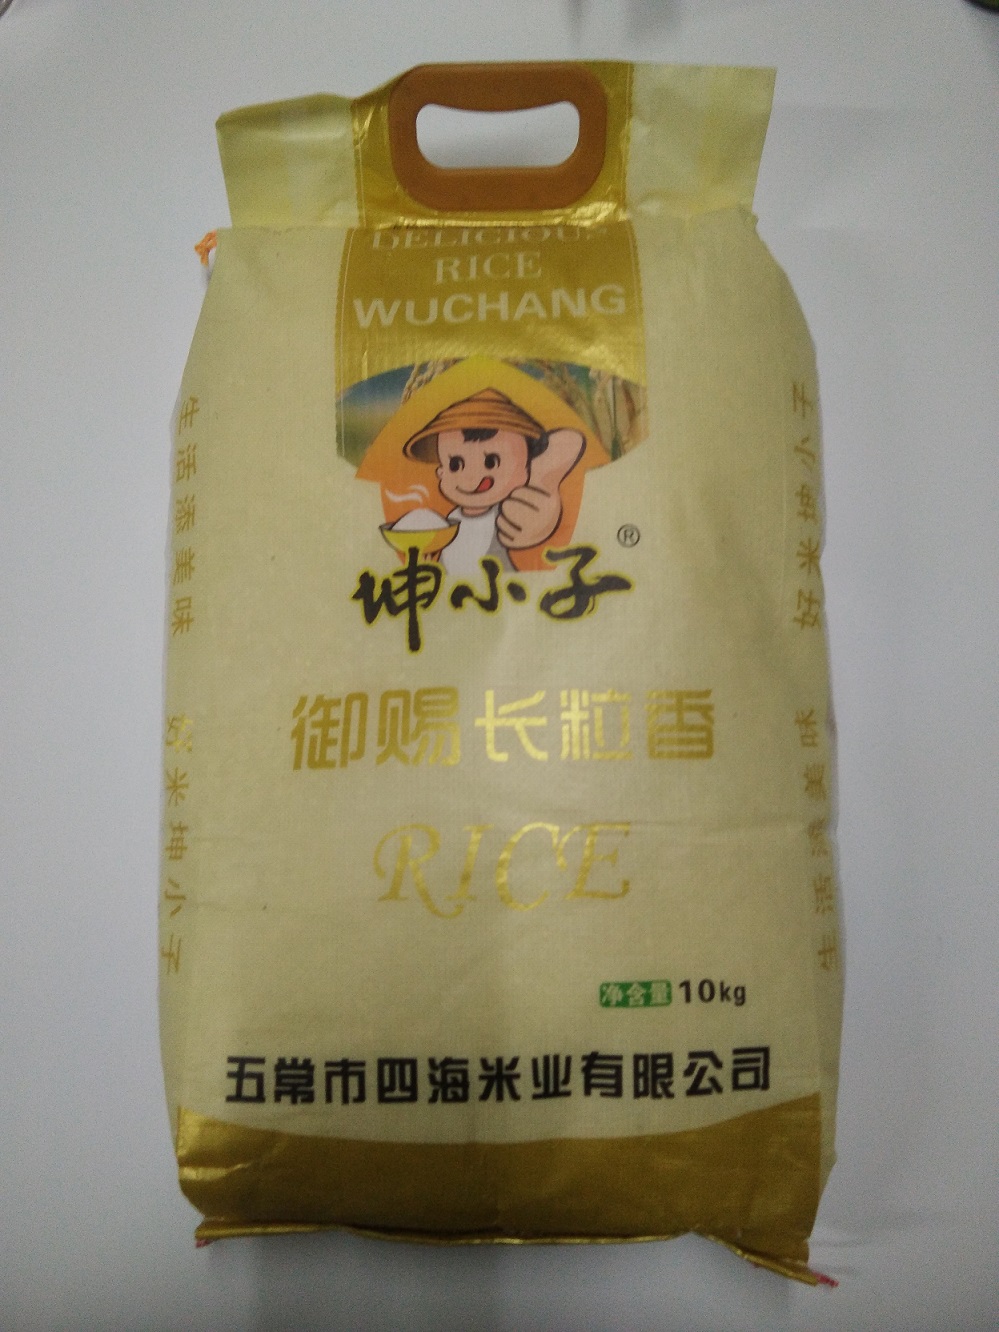 DELICIOUS
RICE
WUCHANG
坤小子®
御赐长粒香
RICE
净含量 10kg
五常市四海米业有限公司
生活添美味 好米坤小子
生活添美味 好米坤小子